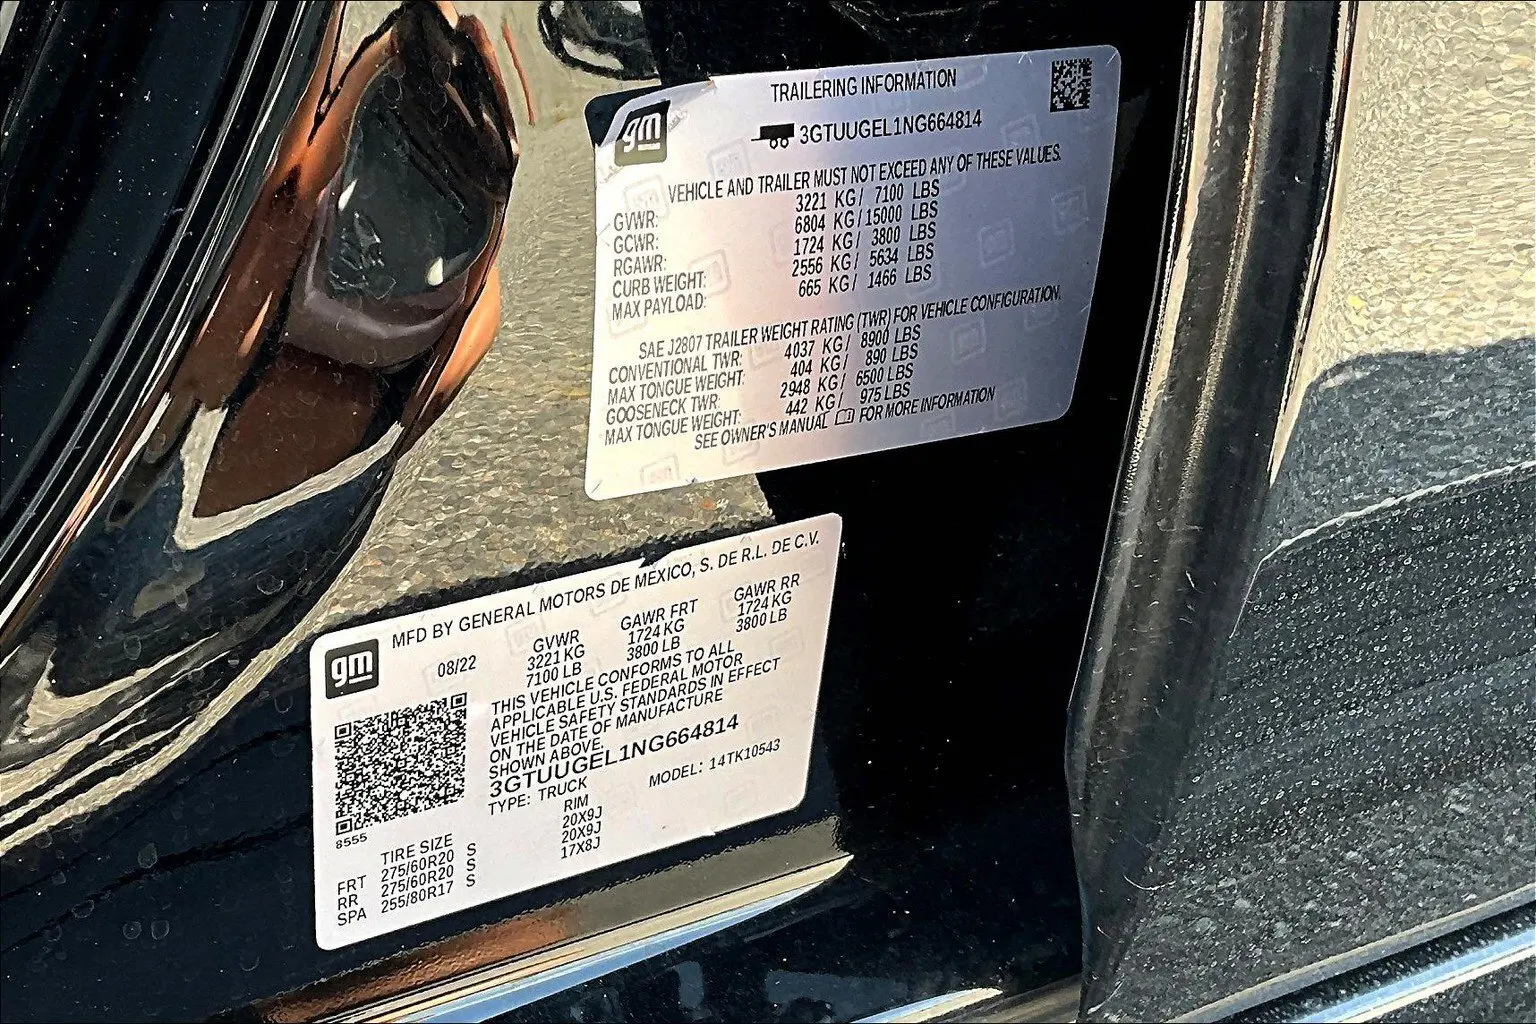 TRAILERING INFORMATION
gm
3GTUUGEL1NG664814
VEHICLE AND TRAILER MUST NOT EXCEED ANY OF THESE VALUES.
GVWR: 3221 KG/ 7100 LBS
GCWR: 6804 KG/15000 LBS
RGAWR: 1724 KG/ 3800 LBS
CURB WEIGHT: 2556 KG/ 5634 LBS
MAX PAYLOAD: 665 KG/ 1466 LBS
SAE J2807 TRAILER WEIGHT RATING (TWR) FOR VEHICLE CONFIGURATION.
CONVENTIONAL TWR: 4037 KG/ 8900 LBS
MAX TONGUE WEIGHT: 404 KG/ 890 LBS
GOOSENECK TWR: 2948 KG/ 6500 LBS
MAX TONGUE WEIGHT: 442 KG/ 975 LBS
SEE OWNER'S MANUAL FOR MORE INFORMATION
MFD BY GENERAL MOTORS DE MEXICO, S. DE R.L. DE C.V.
gm
08/22
GVWR GAWR FRT GAWR RR
3221 KG 1724 KG 1724 KG
7100 LB 3800 LB 3800 LB
THIS VEHICLE CONFORMS TO ALL
APPLICABLE U.S. FEDERAL MOTOR
VEHICLE SAFETY STANDARDS IN EFFECT
ON THE DATE OF MANUFACTURE
SHOWN ABOVE.
3GTUUGEL1NG664814
TYPE: TRUCK MODEL: 14TK10543
8555
TIRE SIZE RIM
FRT 275/60R20 S 20X9J
RR 275/60R20 S 20X9J
SPA 255/80R17 S 17X8J